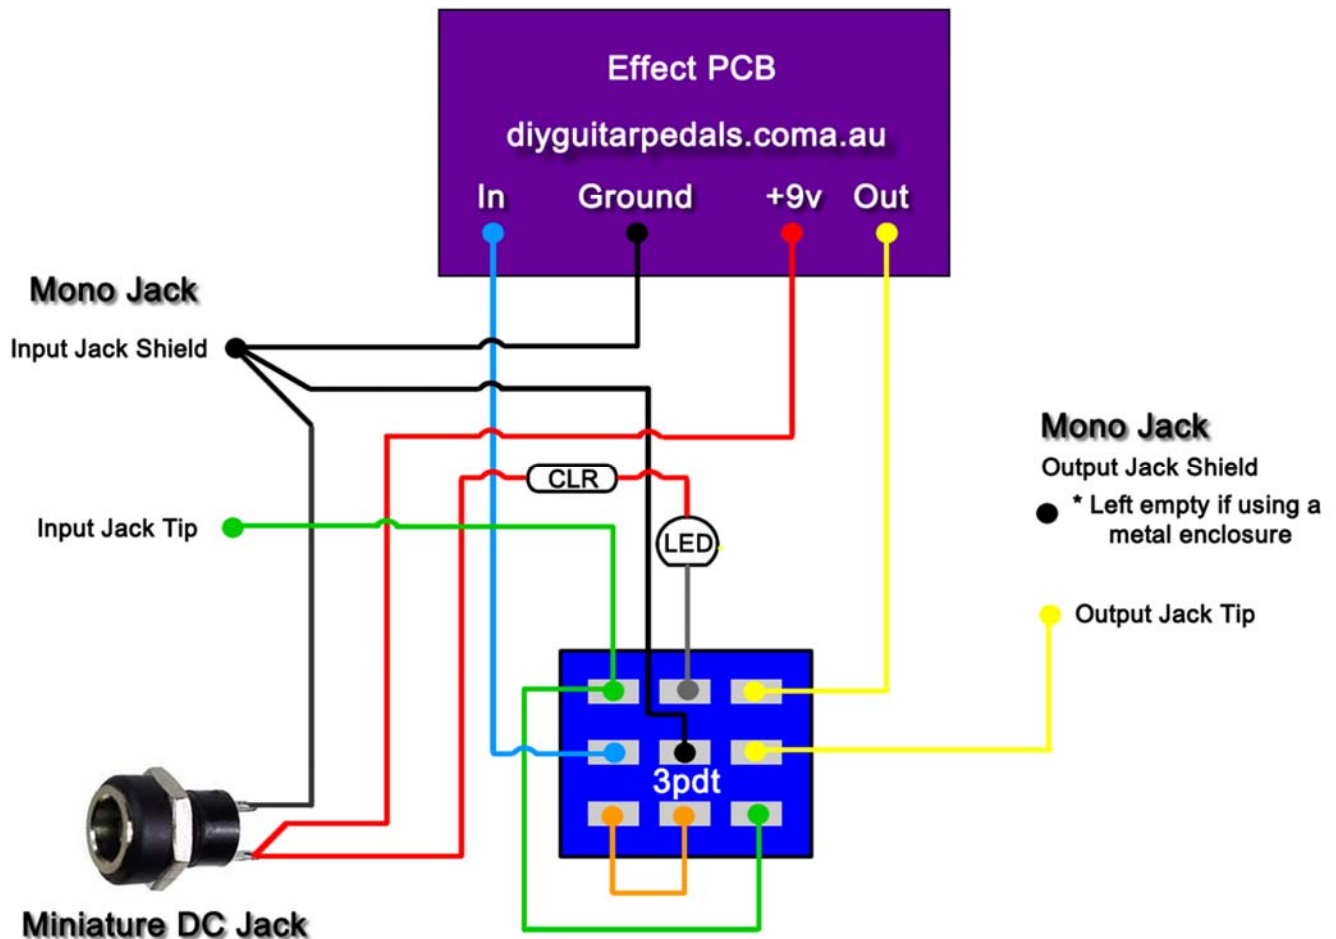 Effect PCB
diyguitarpedals.coma.au
In Ground +9v Out
Mono Jack
Input Jack Shield
CLR
Input Jack Tip
LED
Mono Jack
Output Jack Shield
* Left empty if using a
metal enclosure
Output Jack Tip
3pdt
Miniature DC Jack